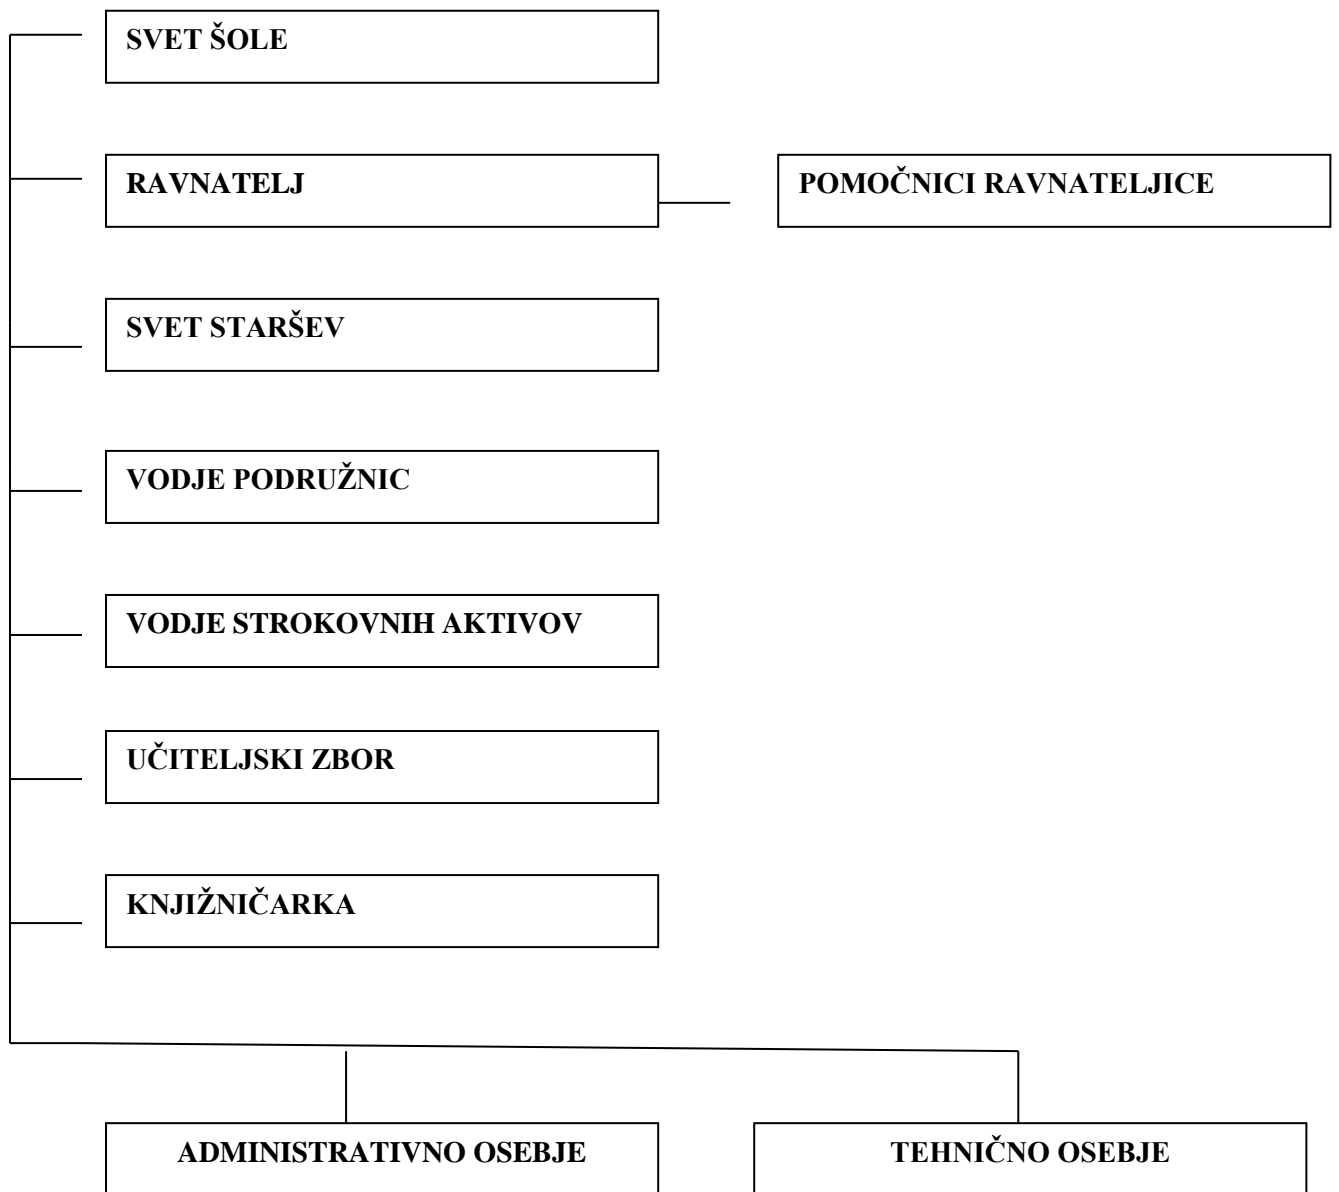 SVET ŠOLE
RAVNATELJ
POMOČNICI RAVNATELJICE
SVET STARŠEV
VODJE PODRUŽNIC
VODJE STROKOVNIH AKTIVOV
UČITELJSKI ZBOR
KNJIŽNIČARKA
ADMINISTRATIVNO OSEBJE
TEHNIČNO OSEBJE